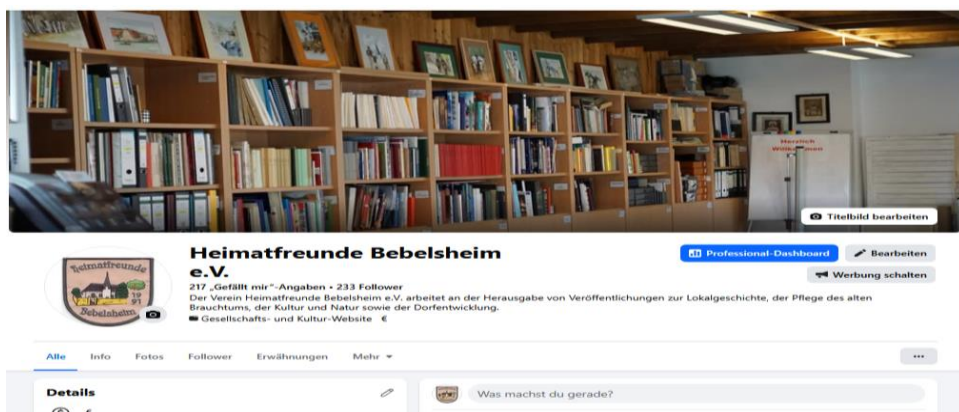 Herzlich
Willkommen
Titelbild bearbeiten
Heimatfreunde
19
91
Bebelsheim
Heimatfreunde Bebelsheim
e.V.
217 „Gefällt mir“-Angaben • 233 Follower
Der Verein Heimatfreunde Bebelsheim e.V. arbeitet an der Herausgabe von Veröffentlichungen zur Lokalgeschichte, der Pflege des alten
Brauchtums, der Kultur und Natur sowie der Dorfentwicklung.
Gesellschafts- und Kultur-Website €
Professional-Dashboard
Bearbeiten
Werbung schalten
Alle Info Fotos Follower Erwähnungen Mehr
Details
Was machst du gerade?